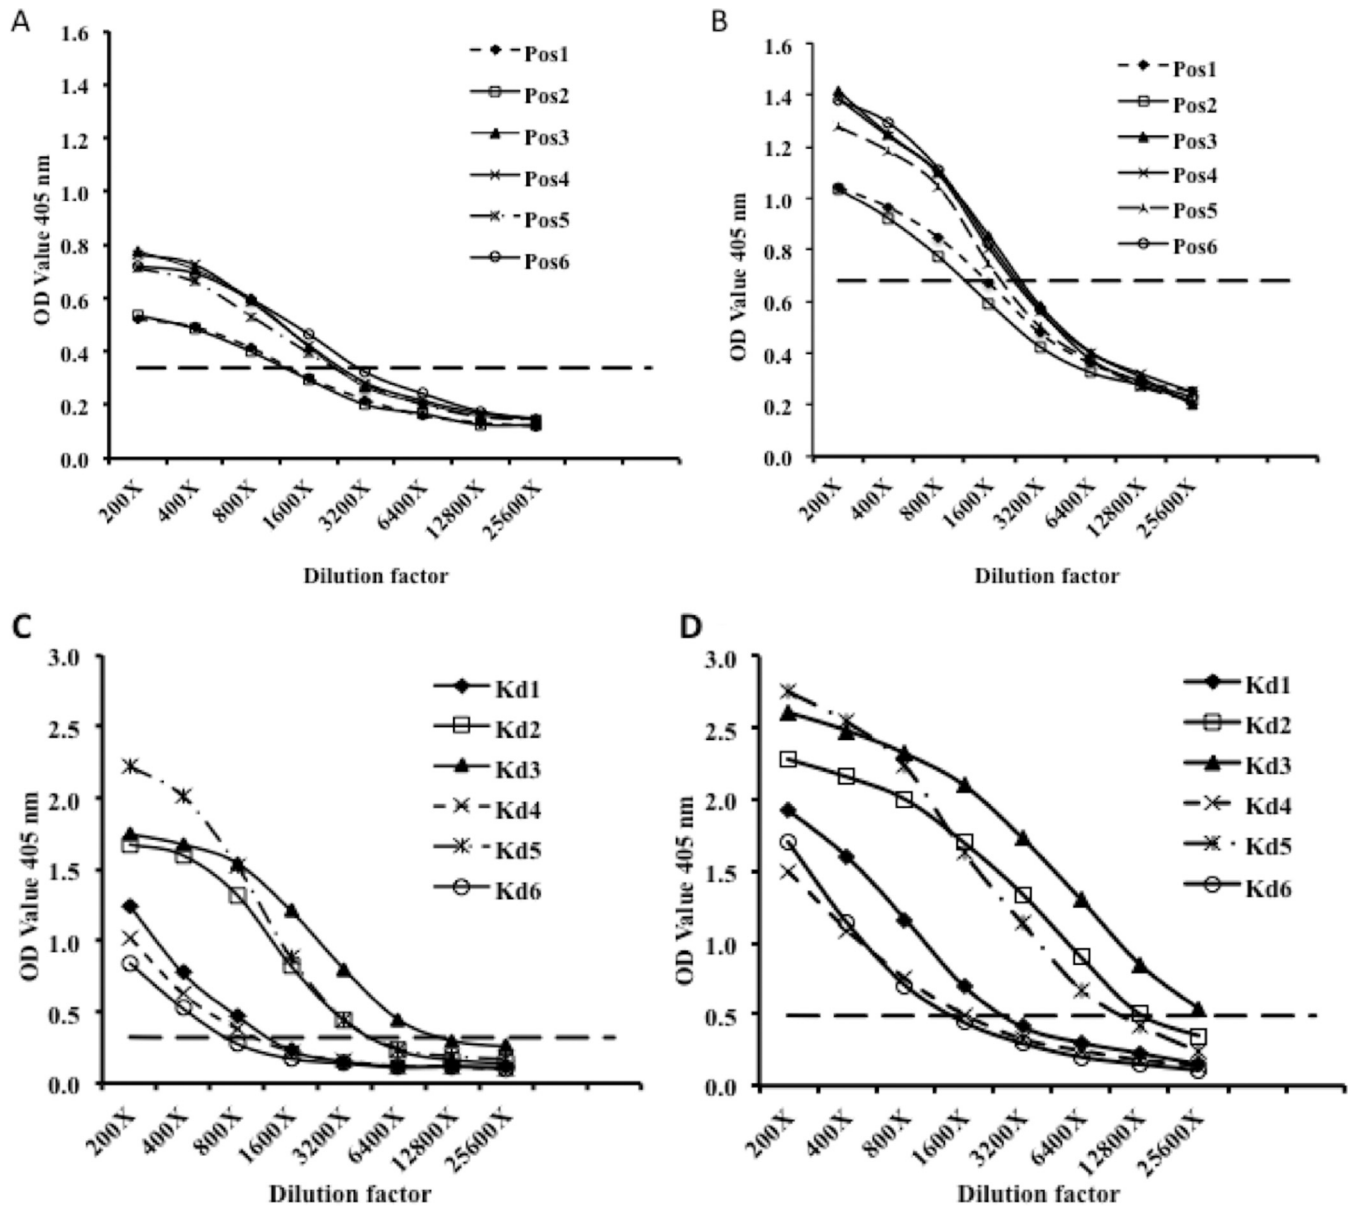 A
OD Value 405 nm
1.6
1.4
1.2
1.0
0.8
0.6
0.4
0.2
0.0
Pos1
Pos2
Pos3
Pos4
Pos5
Pos6
200X
400X
800X
1600X
3200X
6400X
12800X
25600X
Dilution factor
B
OD Value 405 nm
1.6
1.4
1.2
1.0
0.8
0.6
0.4
0.2
0.0
Pos1
Pos2
Pos3
Pos4
Pos5
Pos6
200X
400X
800X
1600X
3200X
6400X
12800X
25600X
Dilution factor
C
OD Value 405 nm
3.0
2.5
2.0
1.5
1.0
0.5
0.0
Kd1
Kd2
Kd3
Kd4
Kd5
Kd6
200X
400X
800X
1600X
3200X
6400X
12800X
25600X
Dilution factor
D
OD Value 405 nm
3.0
2.5
2.0
1.5
1.0
0.5
0.0
Kd1
Kd2
Kd3
Kd4
Kd5
Kd6
200X
400X
800X
1600X
3200X
6400X
12800X
25600X
Dilution factor